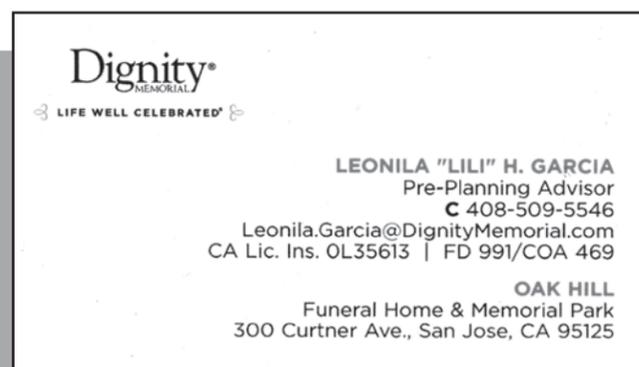 Dignity®
MEMORIAL
LIFE WELL CELEBRATED®
LEONILA "LILI" H. GARCIA
Pre-Planning Advisor
C 408-509-5546
Leonila.Garcia@DignityMemorial.com
CA Lic. Ins. 0L35613 | FD 991/COA 469
OAK HILL
Funeral Home & Memorial Park
300 Curtner Ave., San Jose, CA 95125